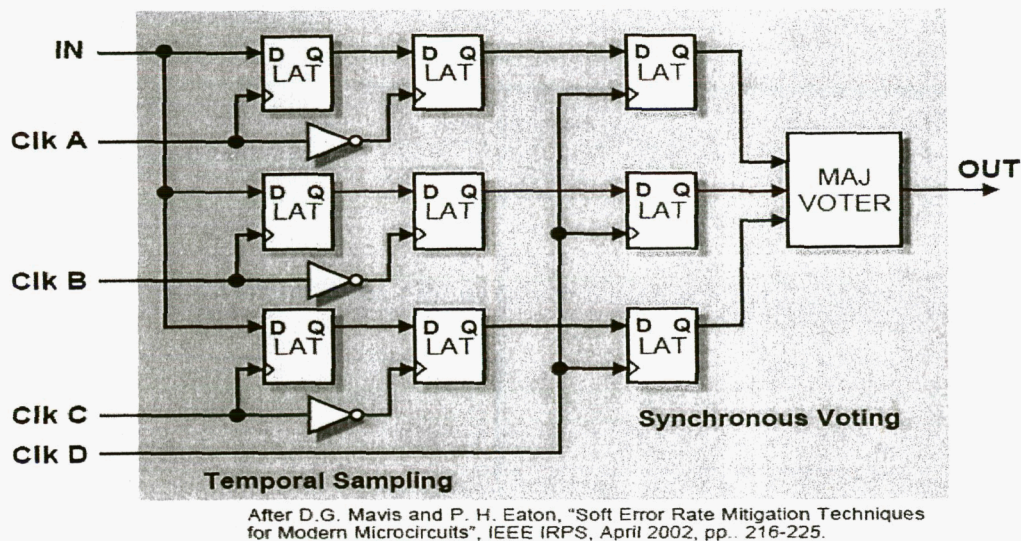 IN
D Q
LAT
D Q
LAT
D Q
LAT
Clk A
MAJ
VOTER
OUT
D Q
LAT
D Q
LAT
D Q
LAT
Clk B
D Q
LAT
D Q
LAT
D Q
LAT
Clk C
Synchronous Voting
Clk D
Temporal Sampling
After D.G. Mavis and P. H. Eaton, "Soft Error Rate Mitigation Techniques
for Modern Microcircuits", IEEE IRPS, April 2002, pp.. 216-225.